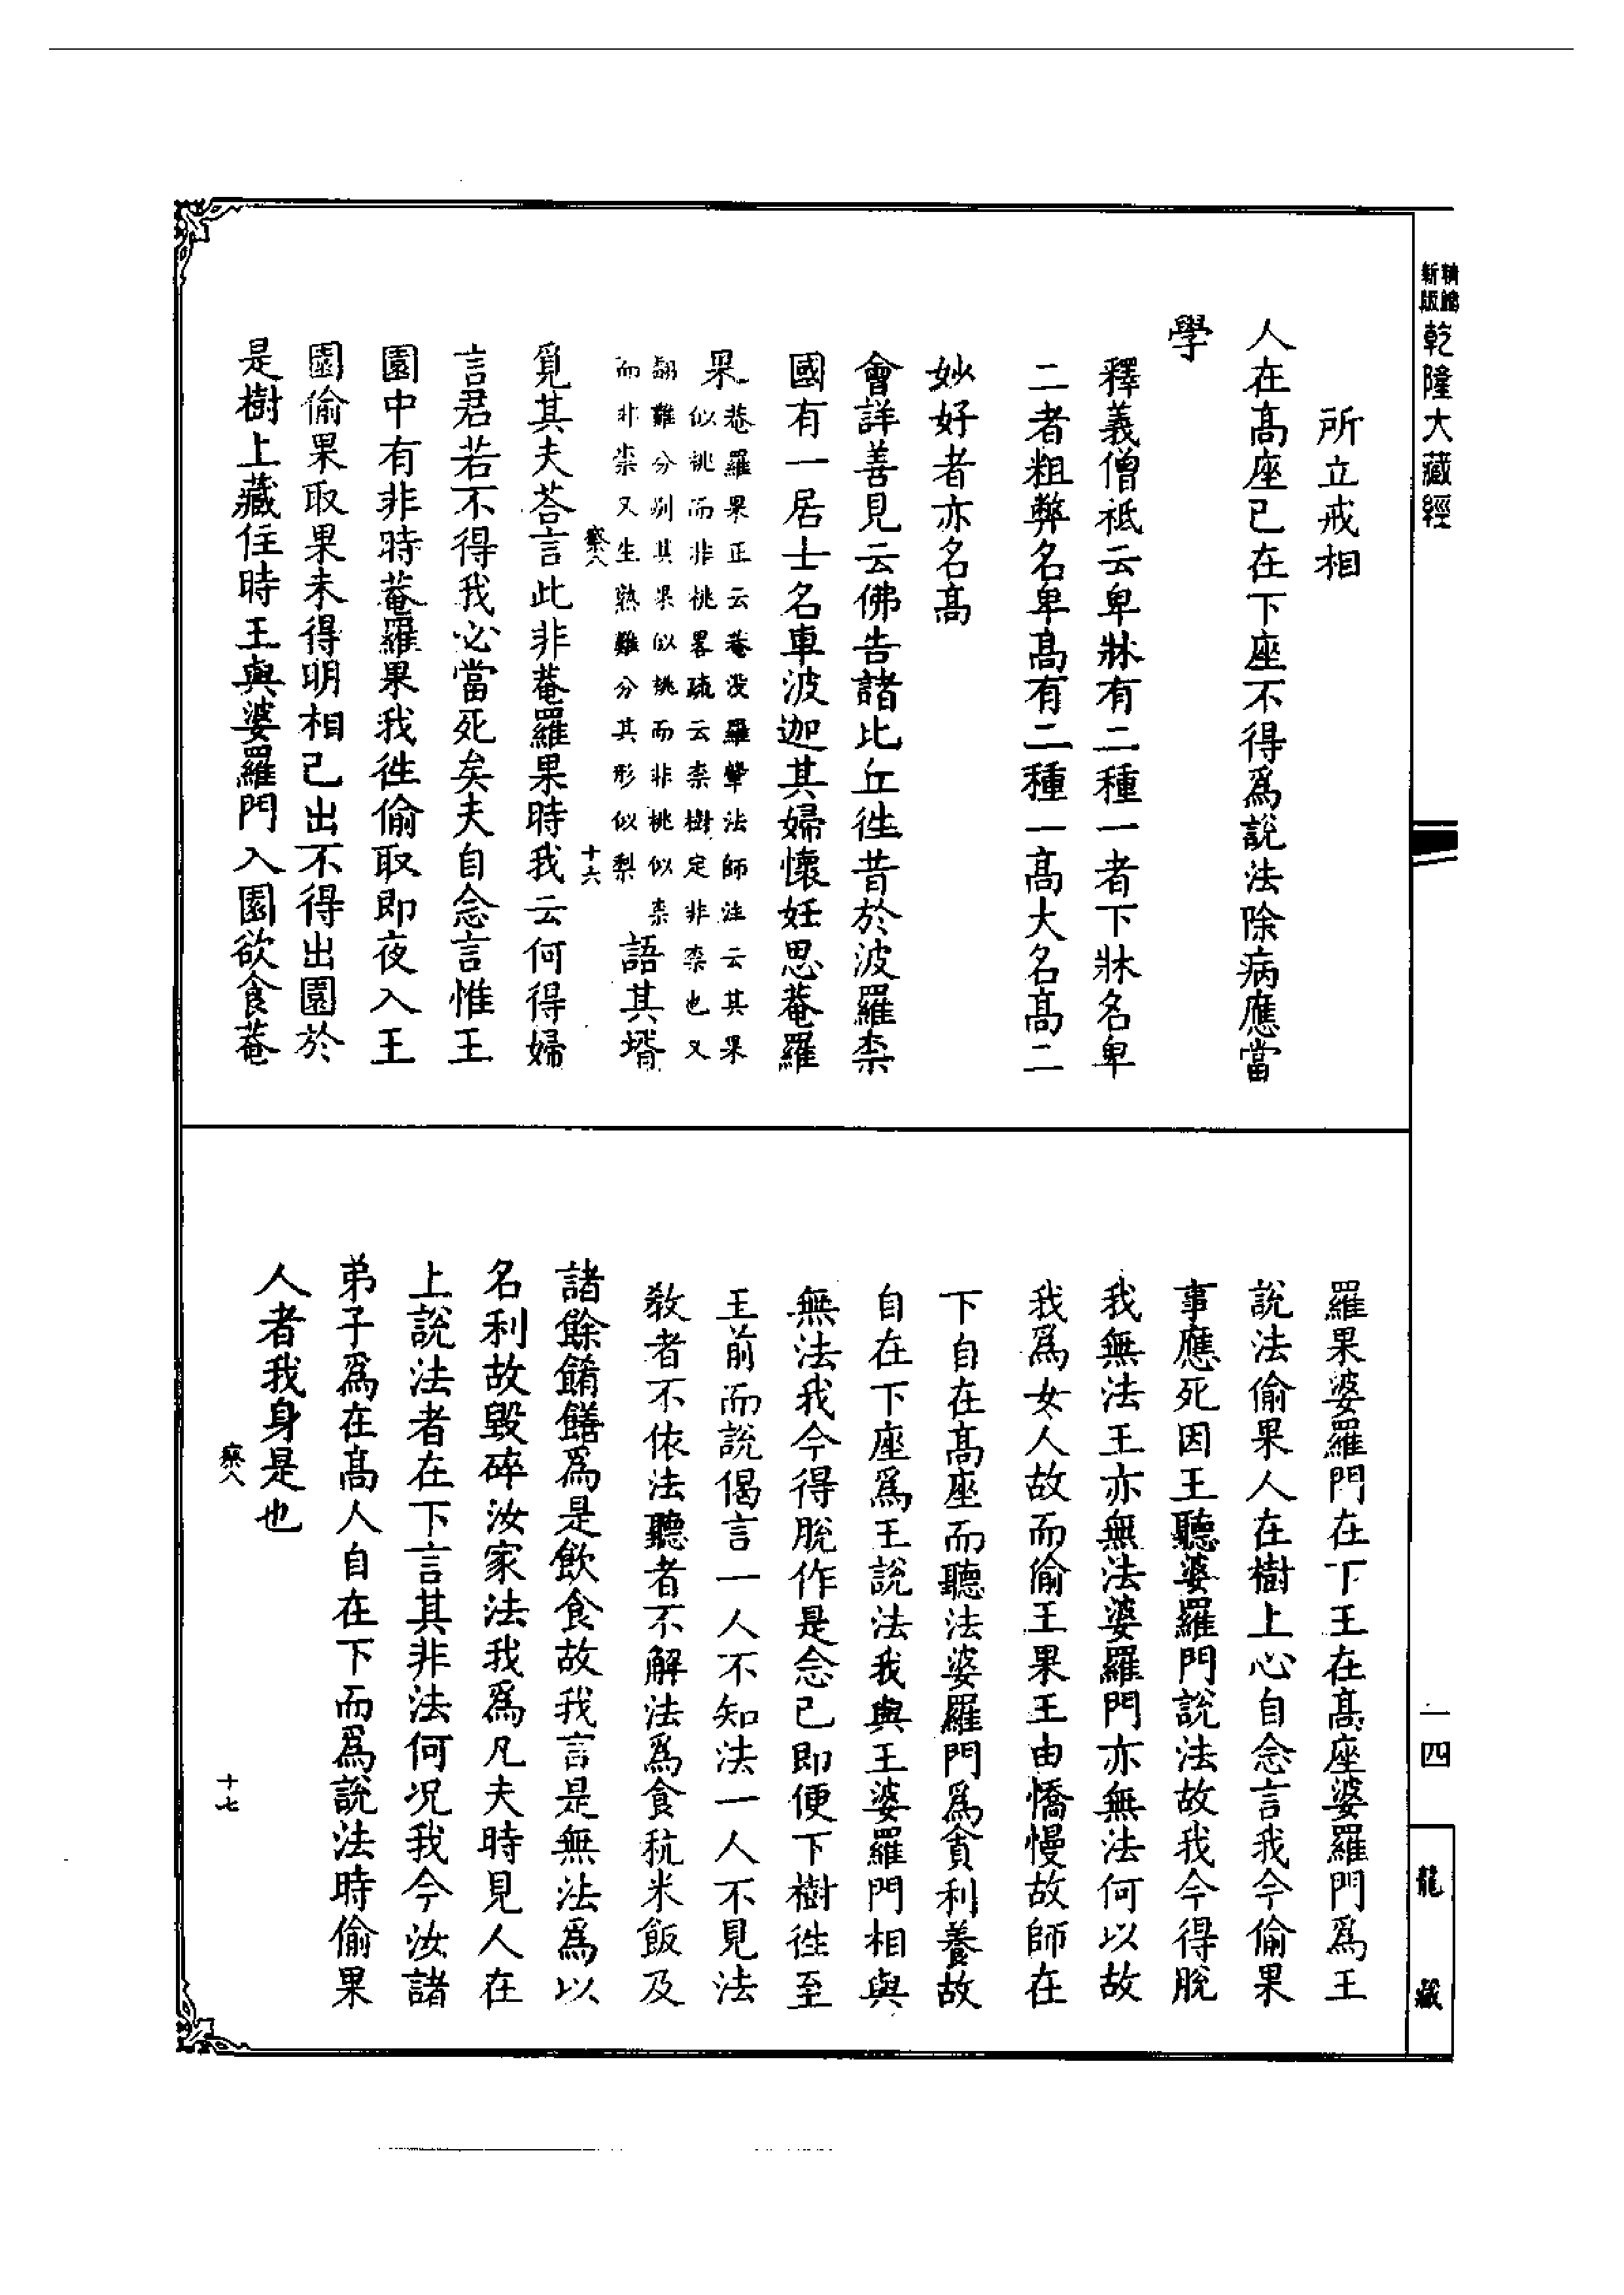 新編縮版
乾隆大藏經
所立戒相
人在高座已在下座不得爲說法除病應當
學
釋義僧祇云卑牀有二種一者下牀名卑
二者粗弊名卑高有二種一高大名高二
妙好者亦名高
會詳善見云佛告諸比丘徃昔於波羅柰
國有一居士名車波迦其婦懷妊思菴羅
果
菴羅果正云菴沒羅肇法師注云其果
似桃而非桃畧疏云柰樹定非柰也又
翻難分別其果似桃而非桃似柰
而非柰又生熟難分其形似梨
語其壻
十六
覓其夫荅言此非菴羅果時我云何得婦
言君若不得我必當死矣夫自念言惟王
園中有非時菴羅果我徃偷取即夜入王
園偷果取果未得明相已出不得出園於
是樹上藏住時王與婆羅門入園欲食菴
羅果婆羅門在下王在高座婆羅門爲王
說法偷果人在樹上心自念言我今偷果
事應死因王聽婆羅門說法故我今得脫
我無法王亦無法婆羅門亦無法何以故
我爲女人故而偷王果王由憍慢故師在
下自在高座而聽法婆羅門爲貪利養故
自在下座爲王說法我與王婆羅門相與
無法我今得脫作是念已即便下樹徃至
王前而說偈言一人不知法一人不見法
敎者不依法聽者不解法爲食秔米飯及
諸餘餚饍爲是飲食故我言是無法爲以
名利故毀碎汝家法我爲凡夫時見人在
上說法者在下言其非法何况我今汝諸
弟子爲在高人自在下而爲說法時偷果
人者我身是也
十七
一四
龍藏